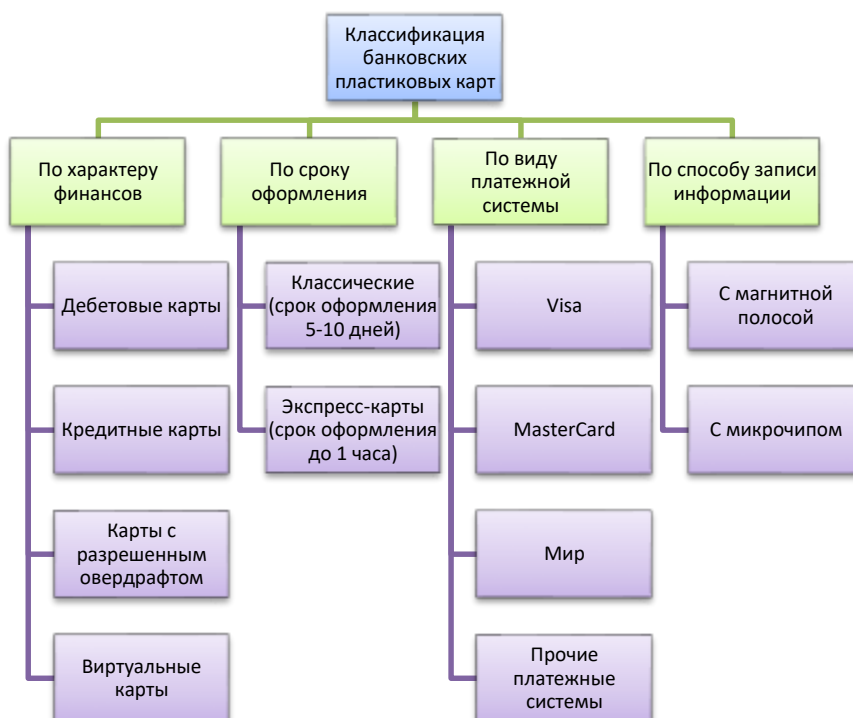 Классификация
банковских
пластиковых карт
По характеру
финансов
По сроку
оформления
По виду
платежной
системы
По способу записи
информации
Дебетовые карты
Кредитные карты
Карты с
разрешенным
овердрафтом
Виртуальные
карты
Классические
(срок оформления
5-10 дней)
Экспресс-карты
(срок оформления
до 1 часа)
Visa
MasterCard
Мир
Прочие
платежные
системы
С магнитной
полосой
С микрочипом